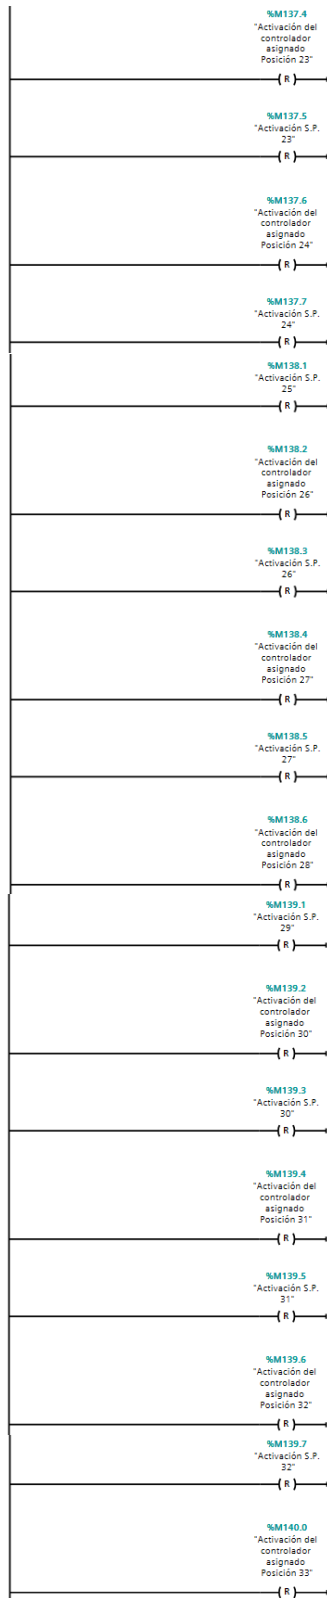 %M137.4
"Activación del
controlador
asignado
Posición 23"
( R )
%M137.5
"Activación S.P.
23"
( R )
%M137.6
"Activación del
controlador
asignado
Posición 24"
( R )
%M137.7
"Activación S.P.
24"
( R )
%M138.1
"Activación S.P.
25"
( R )
%M138.2
"Activación del
controlador
asignado
Posición 26"
( R )
%M138.3
"Activación S.P.
26"
( R )
%M138.4
"Activación del
controlador
asignado
Posición 27"
( R )
%M138.5
"Activación S.P.
27"
( R )
%M138.6
"Activación del
controlador
asignado
Posición 28"
( R )
%M139.1
"Activación S.P.
29"
( R )
%M139.2
"Activación del
controlador
asignado
Posición 30"
( R )
%M139.3
"Activación S.P.
30"
( R )
%M139.4
"Activación del
controlador
asignado
Posición 31"
( R )
%M139.5
"Activación S.P.
31"
( R )
%M139.6
"Activación del
controlador
asignado
Posición 32"
( R )
%M139.7
"Activación S.P.
32"
( R )
%M140.0
"Activación del
controlador
asignado
Posición 33"
( R )